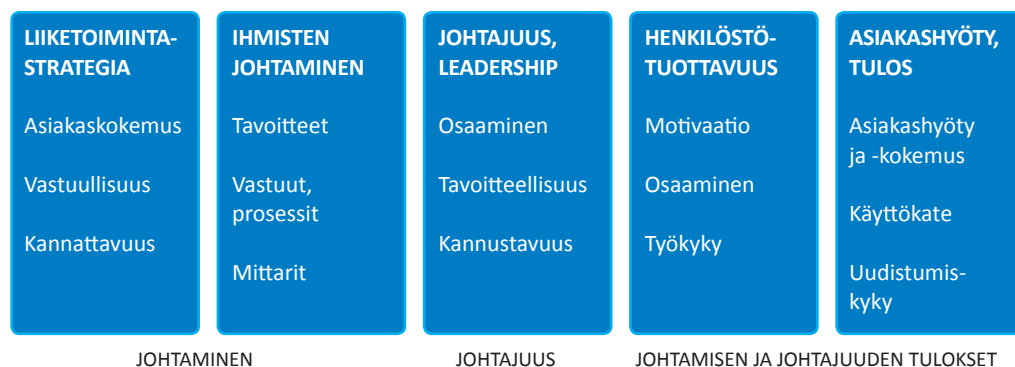 LIIKETOIMINTA-
STRATEGIA
Asiakaskokemus
Vastuullisuus
Kannattavuus
IHMISTEN
JOHTAMINEN
Tavoitteet
Vastuut,
prosessit
Mittarit
JOHTAJUUS,
LEADERSHIP
Osaaminen
Tavoitteellisuus
Kannustavuus
HENKILÖSTÖ-
TUOTTAVUUS
Motivaatio
Osaaminen
Työkyky
ASIAKASHYÖTY,
TULOS
Asiakashyöty
ja -kokemus
Käyttökate
Uudistumis-
kyky
JOHTAMINEN
JOHTAJUUS
JOHTAMISEN JA JOHTAJUUDEN TULOKSET